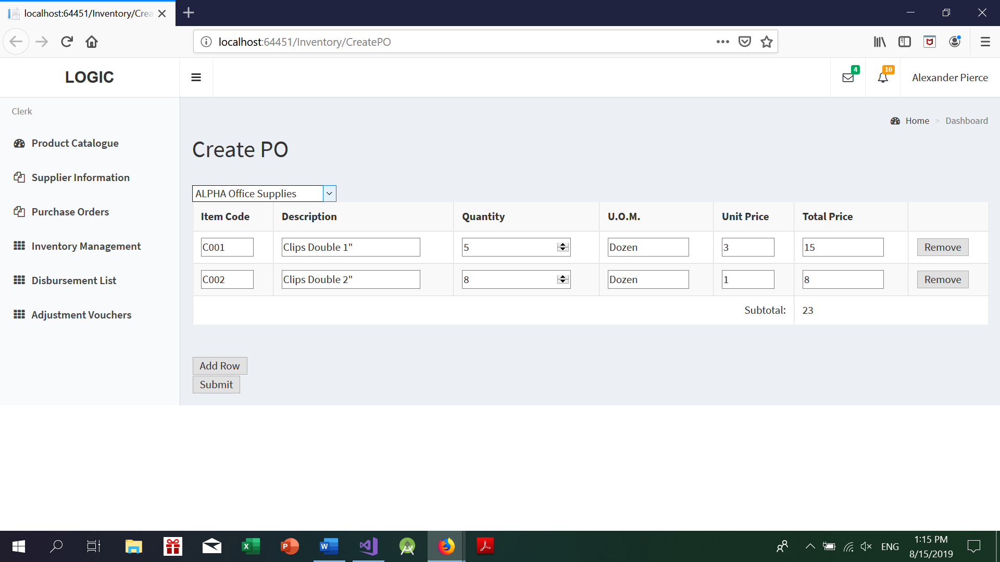 localhost:64451/Inventory/Crea
localhost:64451/Inventory/CreatePO
LOGIC
4
10
Alexander Pierce
Clerk
Home > Dashboard
Product Catalogue
Supplier Information
Purchase Orders
Inventory Management
Disbursement List
Adjustment Vouchers
Create PO
ALPHA Office Supplies
Item Code Description Quantity U.O.M. Unit Price Total Price
C001 Clips Double 1" 5 Dozen 3 15 Remove
C002 Clips Double 2" 8 Dozen 1 8 Remove
Subtotal: 23
Add Row
Submit
ENG
1:15 PM
8/15/2019